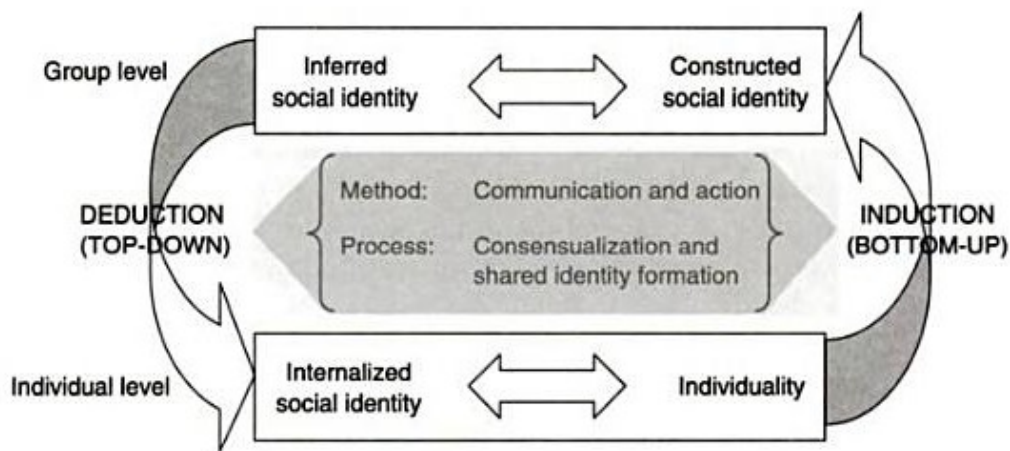 Group level
Inferred
social identity
Constructed
social identity
DEDUCTION
(TOP-DOWN)
Method: Communication and action
Process: Consensualization and
shared identity formation
INDUCTION
(BOTTOM-UP)
Individual level
Internalized
social identity
Individuality